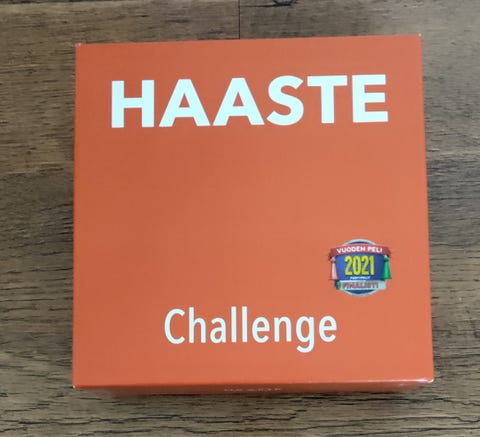 HAASTE
VUODEN PELI
2021
FINALISTI
Challenge